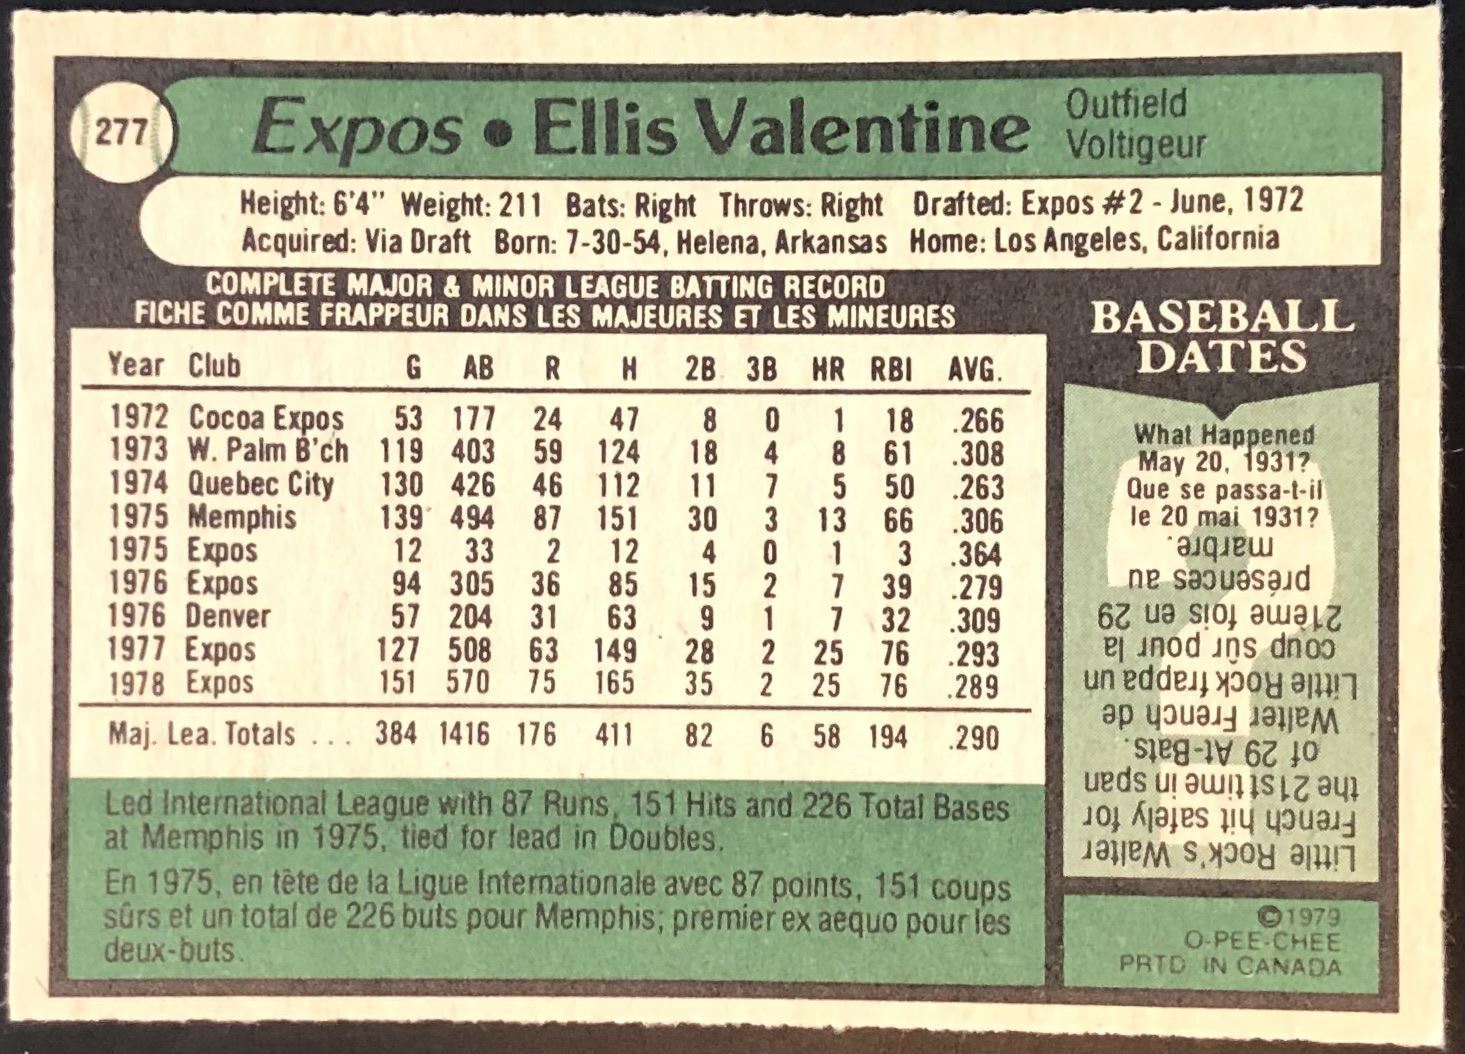 277
Expos • Ellis Valentine
Outfield
Voltigeur
Height: 6'4" Weight: 211 Bats: Right Throws: Right Drafted: Expos #2 - June, 1972
Acquired: Via Draft Born: 7-30-54, Helena, Arkansas Home: Los Angeles, California
COMPLETE MAJOR & MINOR LEAGUE BATTING RECORD
FICHE COMME FRAPPEUR DANS LES MAJEURES ET LES MINEURES
Year Club G AB R H 2B 3B HR RBI AVG.
1972 Cocoa Expos 53 177 24 47 8 0 1 18 .266
1973 W. Palm B'ch 119 403 59 124 18 4 8 61 .308
1974 Quebec City 130 426 46 112 11 7 5 50 .263
1975 Memphis 139 494 87 151 30 3 13 66 .306
1975 Expos 12 33 2 12 4 0 1 3 .364
1976 Expos 94 305 36 85 15 2 7 39 .279
1976 Denver 57 204 31 63 9 1 7 32 .309
1977 Expos 127 508 63 149 28 2 25 76 .293
1978 Expos 151 570 75 165 35 2 25 76 .289
Maj. Lea. Totals ... 384 1416 176 411 82 6 58 194 .290
Led International League with 87 Runs, 151 Hits and 226 Total Bases
at Memphis in 1975, tied for lead in Doubles.
En 1975, en tête de la Ligue Internationale avec 87 points, 151 coups
sûrs et un total de 226 buts pour Memphis; premier ex aequo pour les
deux-buts.
BASEBALL
DATES
What Happened
May 20, 1931?
Que se passa-t-il
le 20 mai 1931?
Little Rock's Walter
French hit safely for
the 21st time in span
of 29 At-Bats.
Walter French de
Little Rock frappa un
coup sûr pour la
21ème fois en 29
présences au
marbre.
©1979
O-PEE-CHEE
PRTD IN CANADA